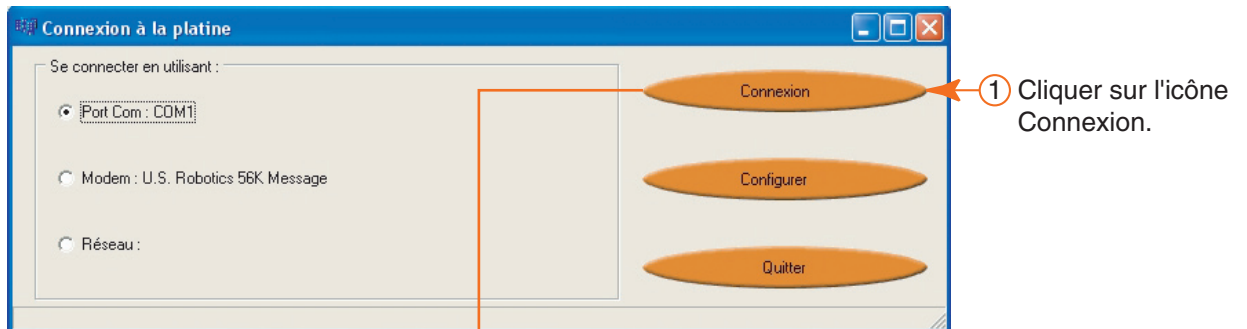 Connexion à la platine
Se connecter en utilisant :
Port Com : COM1
Modem : U.S. Robotics 56K Message
Réseau :
Connexion
Configurer
Quitter
1 Cliquer sur l'icône
Connexion.